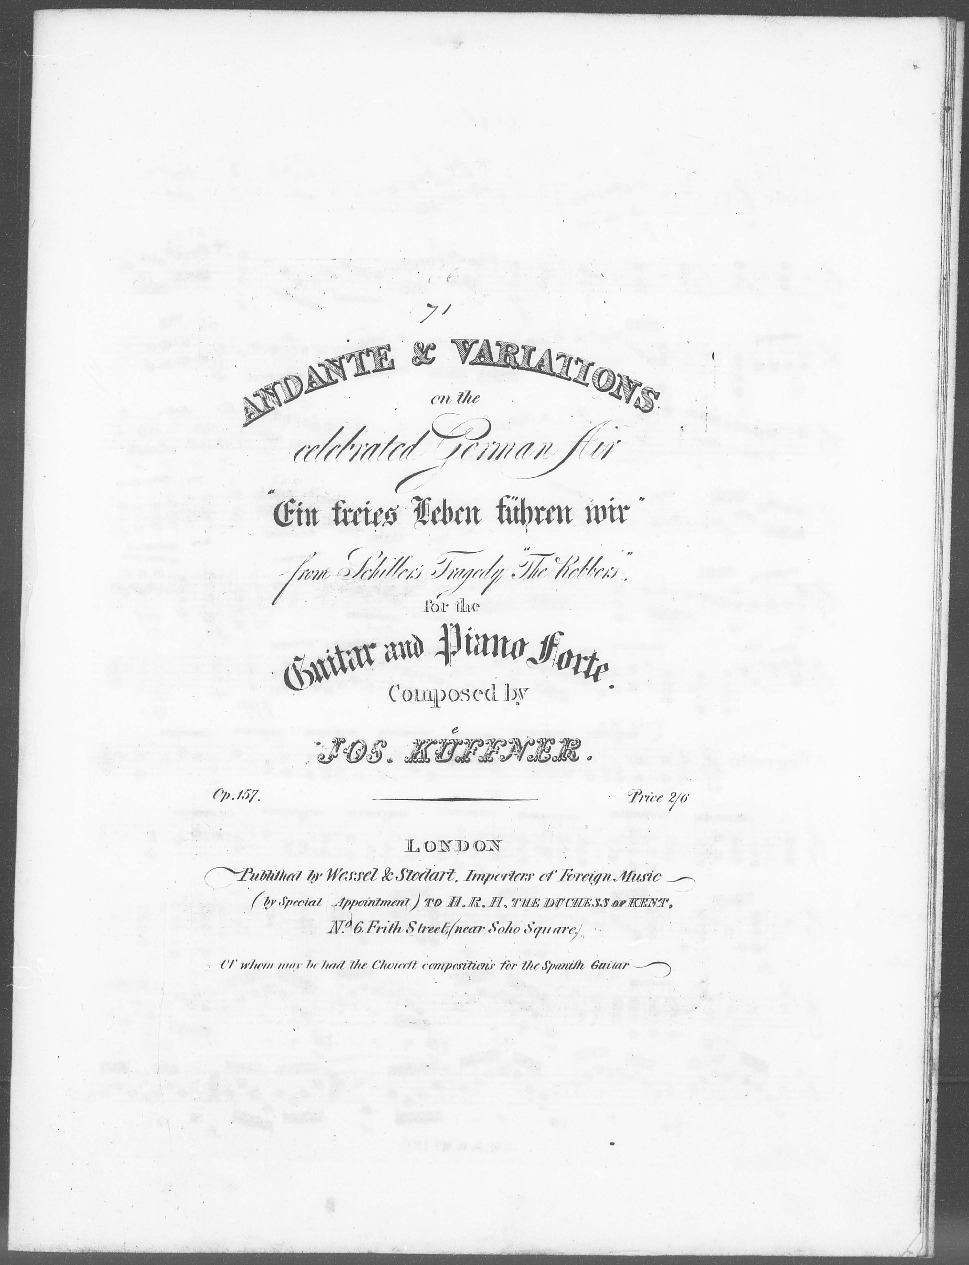 71
ANDANTE & VARIATIONS
on the
celebrated German Air
"Ein freies Leben führen wir"
from Schiller's Tragedy "The Robbers".
for the
Guitar and Piano Forte.
Composed by
JOS. KÜFFNER.
Op. 157. Price 2/6
LONDON
Published by Wessel & Stodart, Importers of Foreign Music
(by Special Appointment) TO H.R.H. THE DUCHESS OF KENT,
No. 6. Frith Street, (near Soho Square)
Of whom may be had the Choicest compositions for the Spanish Guitar